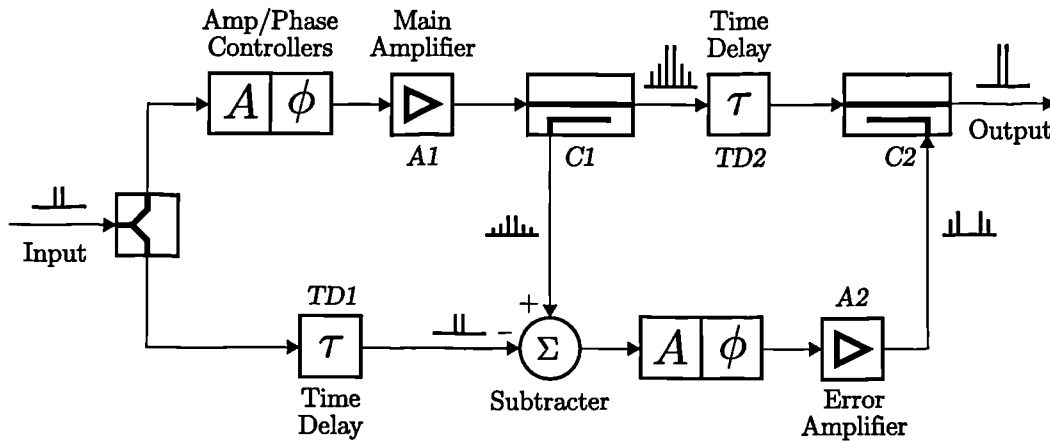 Amp/Phase
Controllers
Main
Amplifier
Time
Delay
A ϕ
A1
C1
τ
TD2
C2
Output
Input
TD1
τ
Time
Delay
+
−
Σ
Subtracter
A ϕ
A2
Error
Amplifier